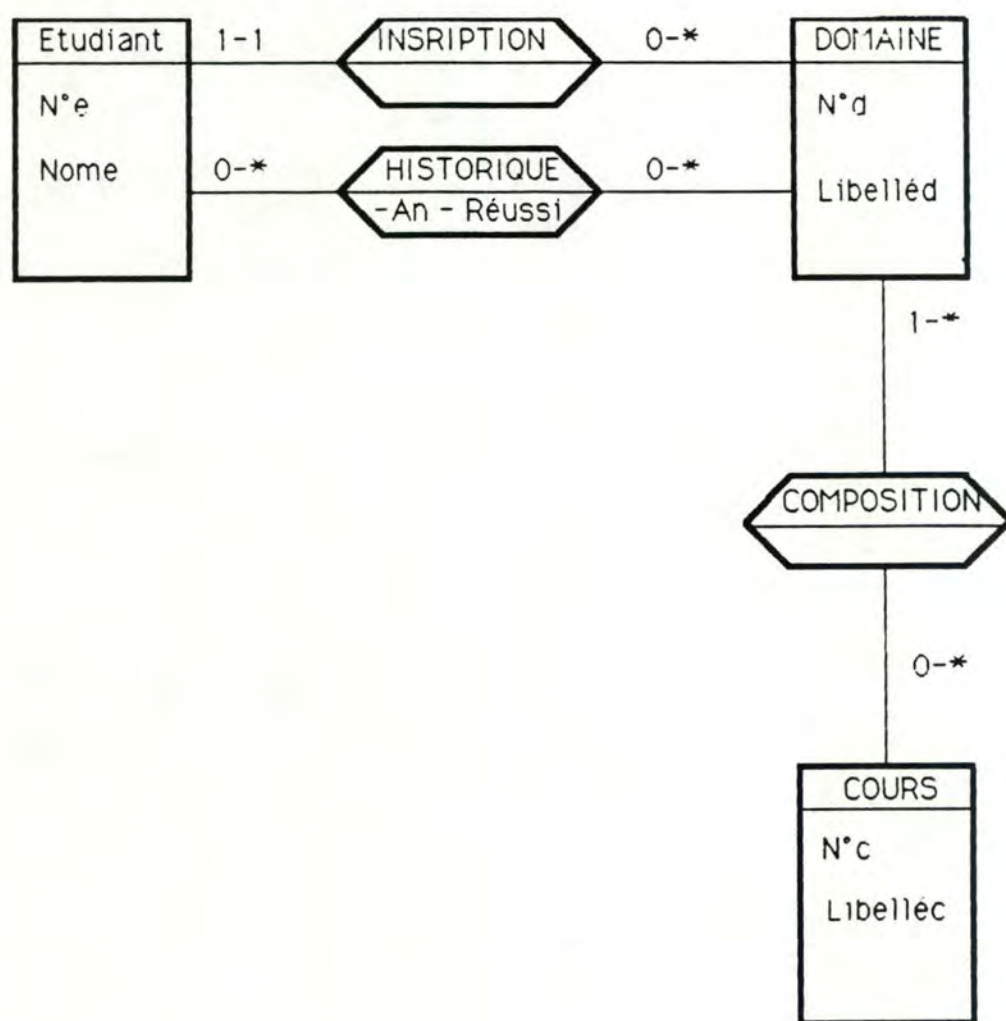 Etudiant 1-1 INSRIPTION 0-* DOMAINE
N°e N°d
Nome 0-* HISTORIQUE 0-* Libelléd
-An - Réussi
1-*
COMPOSITION
0-*
COURS
N°c
Libelléc